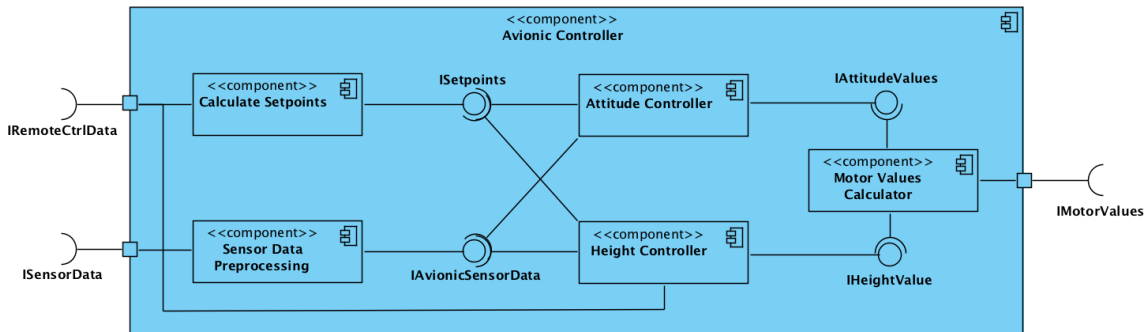 <<component>>
Avionic Controller
<<component>>
Calculate Setpoints
ISetpoints
<<component>>
Attitude Controller
IAttitudeValues
IRemoteCtrlData
<<component>>
Motor Values
Calculator
IMotorValues
<<component>>
Sensor Data
Preprocessing
ISensorData
IAvionicSensorData
<<component>>
Height Controller
IHeightValue